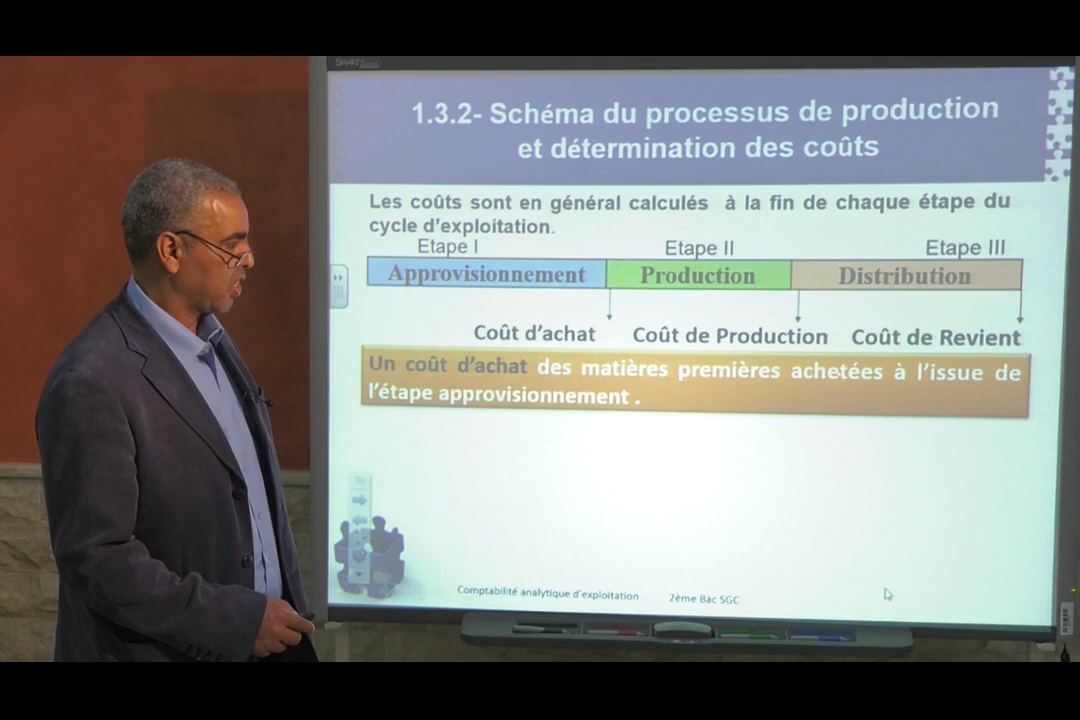 SMART
1.3.2- Schéma du processus de production
et détermination des coûts
Les coûts sont en général calculés à la fin de chaque étape du
cycle d'exploitation.
Etape I Etape II Etape III
Approvisionnement Production Distribution
Coût d'achat Coût de Production Coût de Revient
Un coût d'achat des matières premières achetées à l'issue de
l'étape approvisionnement .
Comptabilité analytique d'exploitation 2ème Bac SGC